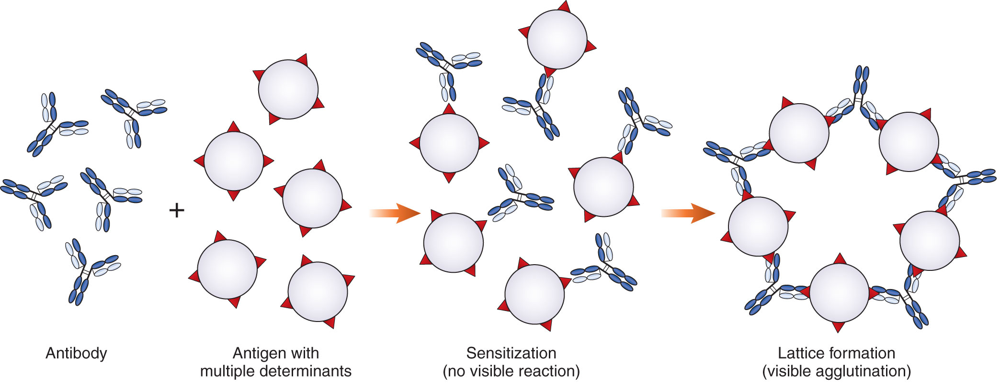 +
Antibody
Antigen with
multiple determinants
Sensitization
(no visible reaction)
Lattice formation
(visible agglutination)